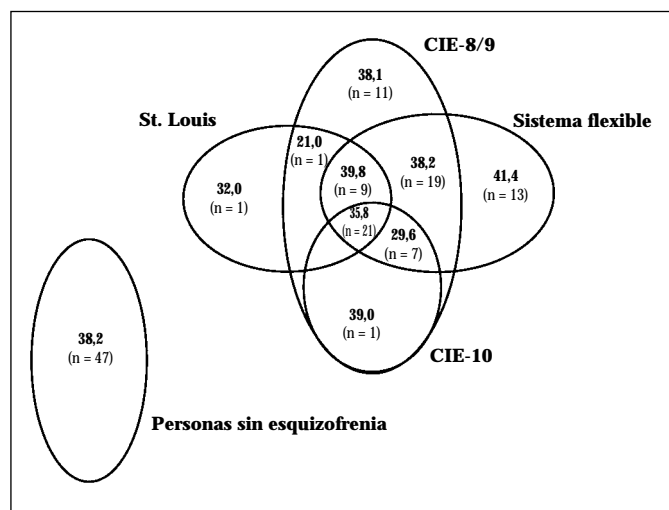 CIE-8/9
38,1
(n = 11)
St. Louis
Sistema flexible
21,0
(n = 1)
39,8
(n = 9)
38,2
(n = 19)
41,4
(n = 13)
32,0
(n = 1)
35,8
(n = 21)
29,6
(n = 7)
39,0
(n = 1)
CIE-10
38,2
(n = 47)
Personas sin esquizofrenia